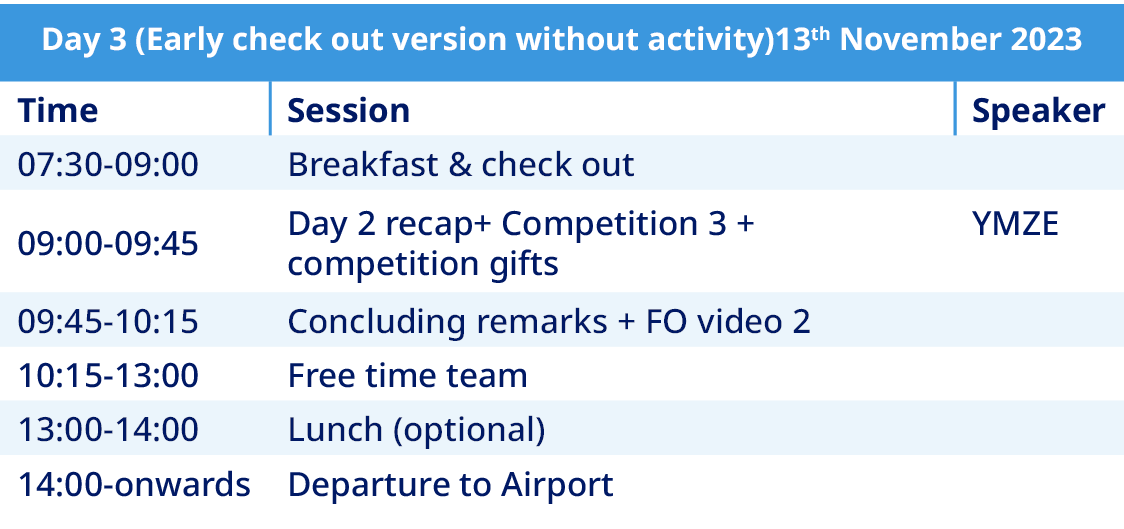 Day 3 (Early check out version without activity)13th November 2023
Time Session Speaker
07:30-09:00 Breakfast & check out
09:00-09:45 Day 2 recap+ Competition 3 + YMZE
competition gifts
09:45-10:15 Concluding remarks + FO video 2
10:15-13:00 Free time team
13:00-14:00 Lunch (optional)
14:00-onwards Departure to Airport